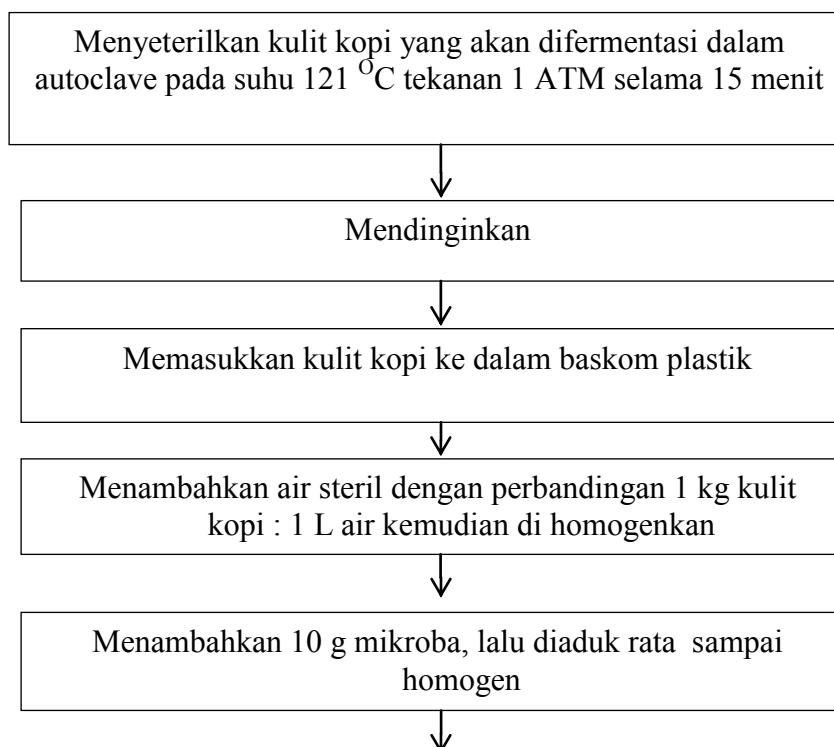 Menyeterilkan kulit kopi yang akan difermentasi dalam
autoclave pada suhu 121 ᴼC tekanan 1 ATM selama 15 menit
Mendinginkan
Memasukkan kulit kopi ke dalam baskom plastik
Menambahkan air steril dengan perbandingan 1 kg kulit
kopi : 1 L air kemudian di homogenkan
Menambahkan 10 g mikroba, lalu diaduk rata sampai
homogen